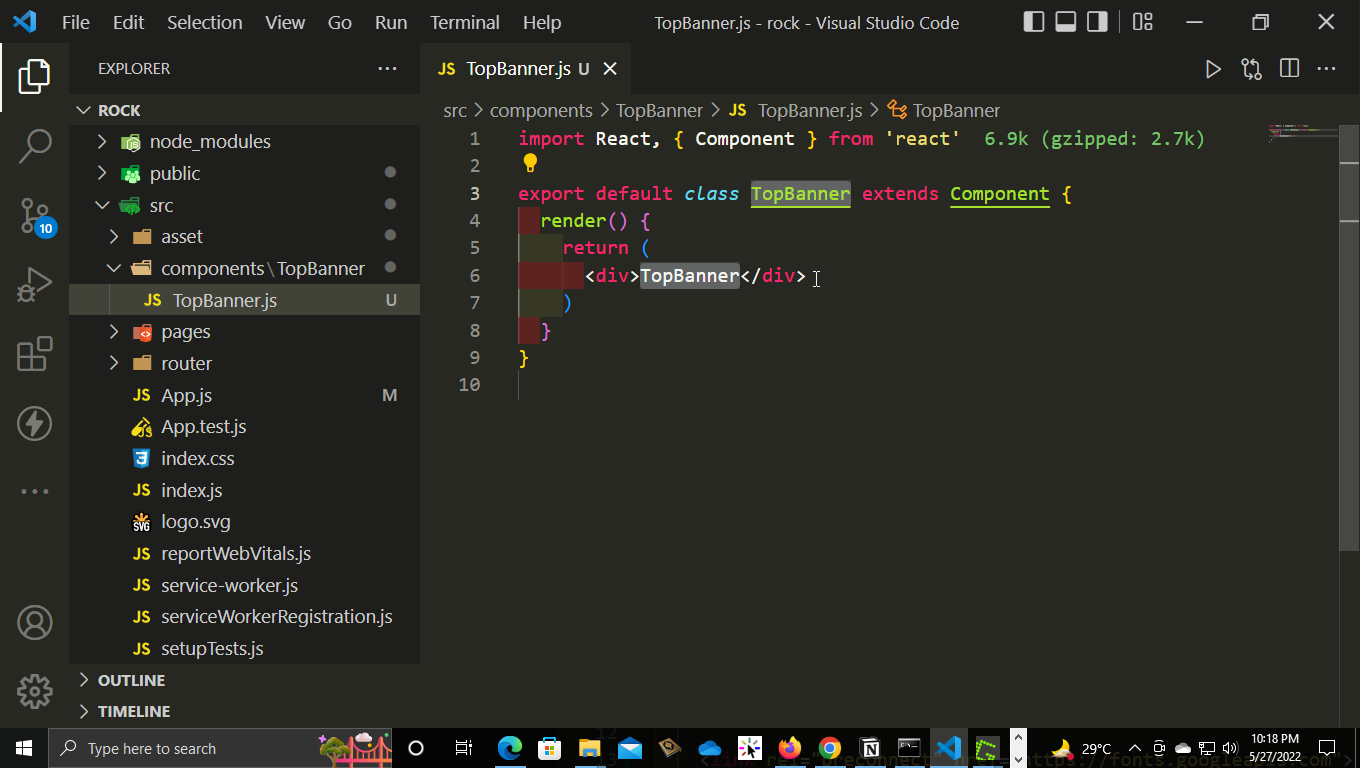 File Edit Selection View Go Run Terminal Help TopBanner.js - rock - Visual Studio Code
EXPLORER
JS TopBanner.js U
ROCK
src > components > TopBanner > JS TopBanner.js > TopBanner
node_modules
public
src
asset
components\TopBanner
JS TopBanner.js U
pages
router
JS App.js M
App.test.js
index.css
JS index.js
SVG logo.svg
JS reportWebVitals.js
JS service-worker.js
JS serviceWorkerRegistration.js
JS setupTests.js
OUTLINE
TIMELINE
10
1 import React, { Component } from 'react' 6.9k (gzipped: 2.7k)
2
3 export default class TopBanner extends Component {
4 render() {
5 return (
6 <div>TopBanner</div>
7 )
8 }
9 }
10
Type here to search
29°C
10:18 PM
5/27/2022